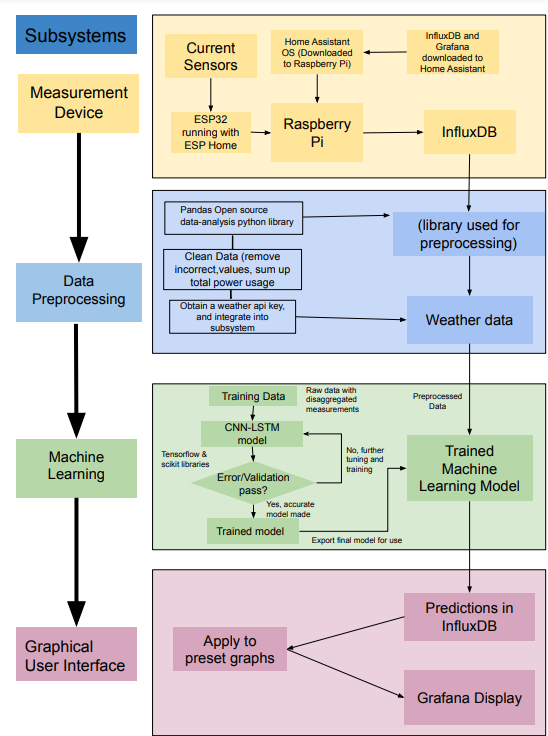 Subsystems
Measurement
Device
Data
Preprocessing
Machine
Learning
Graphical
User Interface
Current
Sensors
Home Assistant
OS (Downloaded
to Raspberry Pi)
InfluxDB and
Grafana
downloaded to
Home Assistant
ESP32
running with
ESP Home
Raspberry
Pi
InfluxDB
Pandas Open source
data-analysis python library
(library used for
preprocessing)
Clean Data (remove
incorrect,values, sum up
total power usage
Obtain a weather api key,
and integrate into
subsystem
Weather data
Training Data
Raw data with
disaggregated
measurements
Preprocessed
Data
CNN-LSTM
model
Tensorflow &
scikit libraries
No, further
tuning and
training
Error/Validation
pass?
Yes, accurate
model made
Trained model
Export final model for use
Trained
Machine
Learning Model
Predictions in
InfluxDB
Apply to
preset graphs
Grafana Display